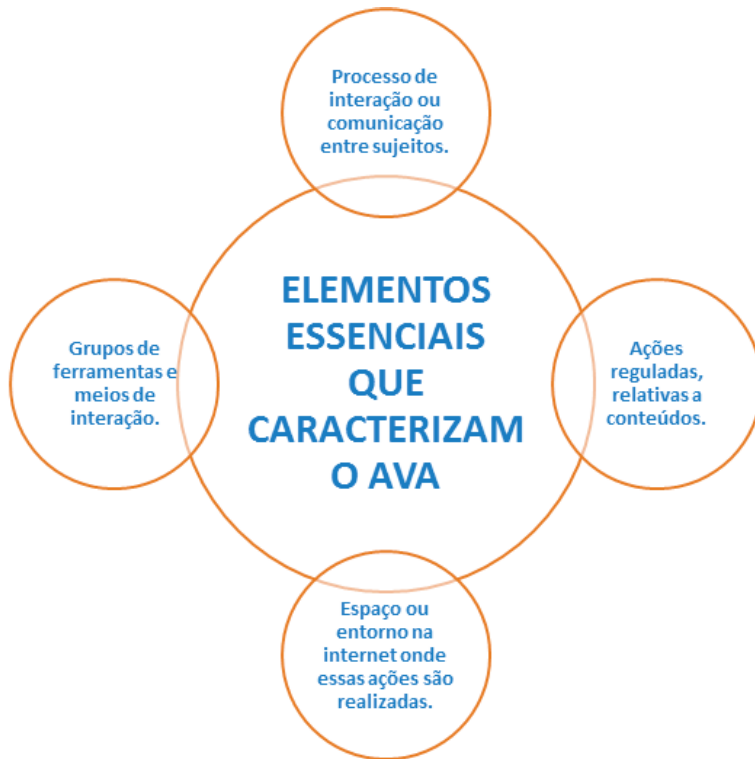 Processo de
interação ou
comunicação
entre sujeitos.
ELEMENTOS
ESSENCIAIS
QUE
CARACTERIZAM
O AVA
Grupos de
ferramentas e
meios de
interação.
Ações
reguladas,
relativas a
conteúdos.
Espaço ou
entorno na
internet onde
essas ações são
realizadas.